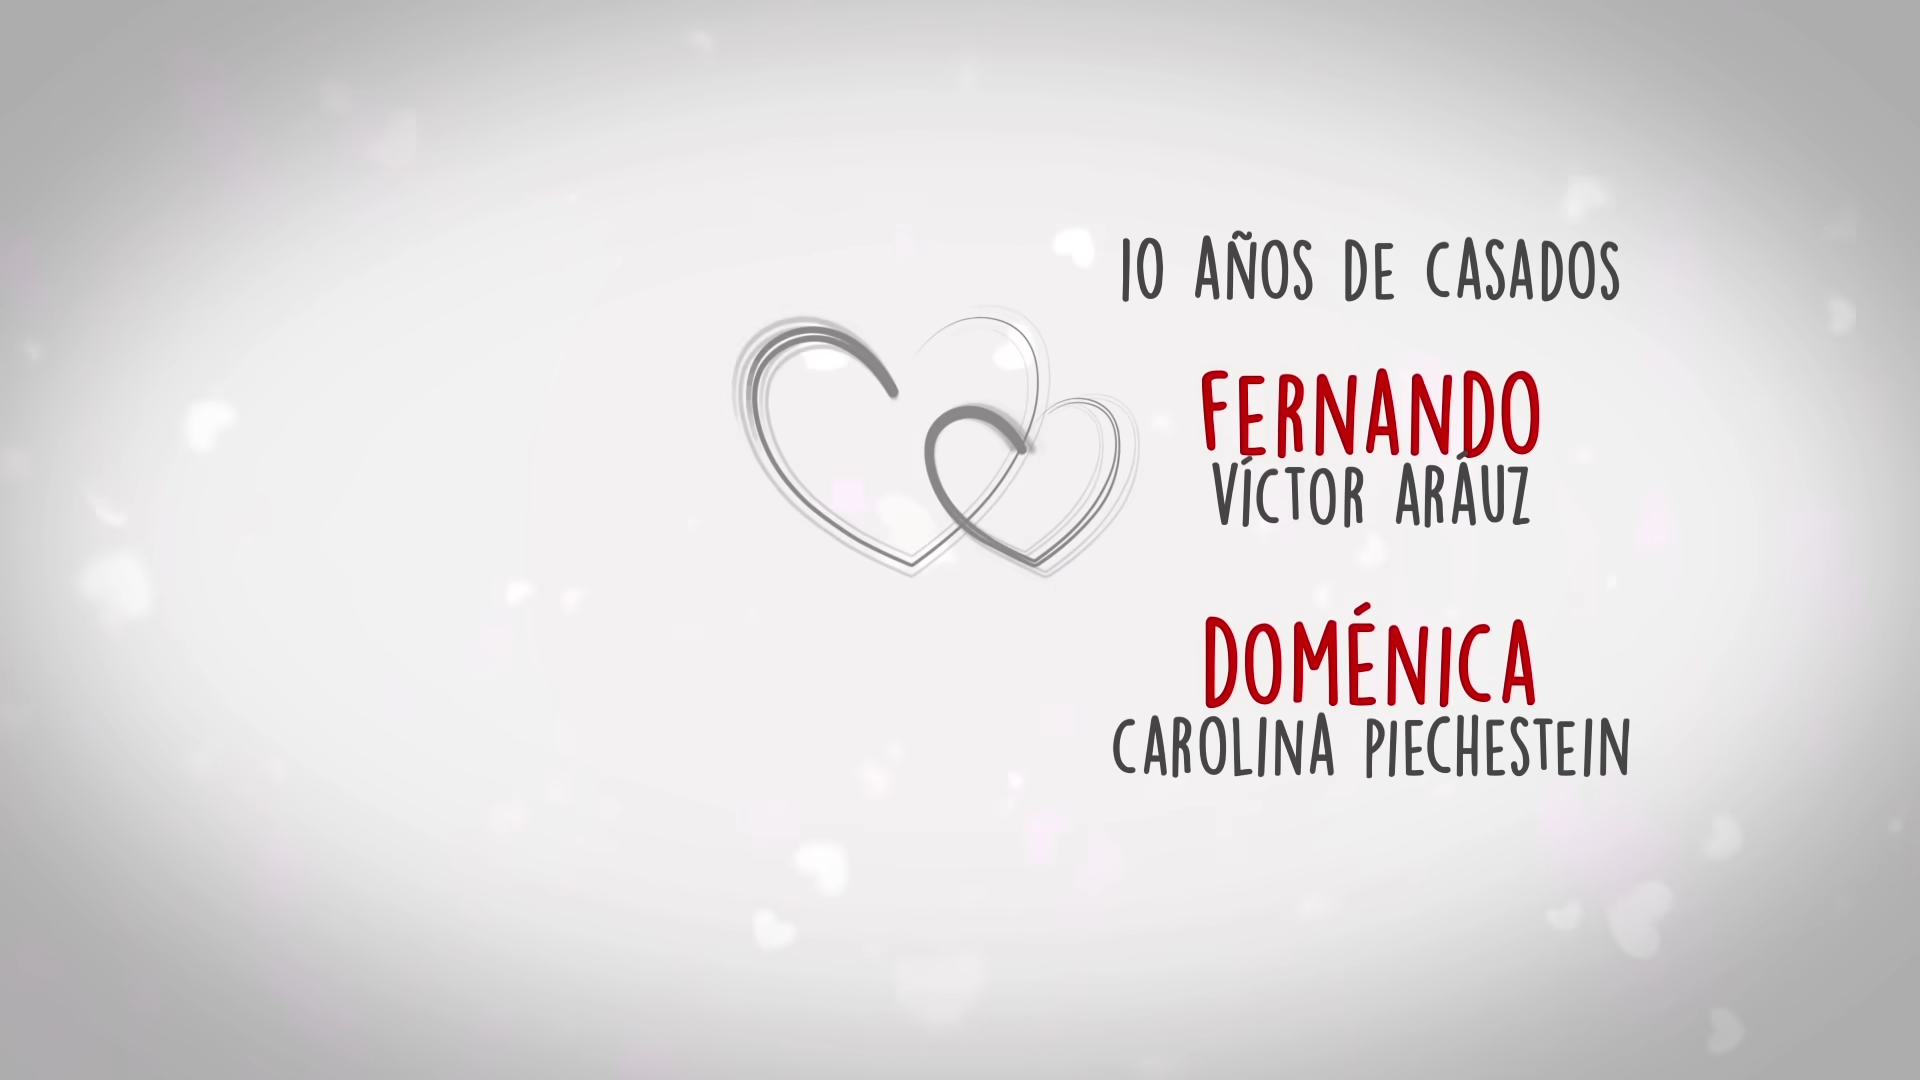 10 AÑOS DE CASADOS
FERNANDO
VÍCTOR ARÁUZ
DOMÉNICA
CAROLINA PIECHESTEIN